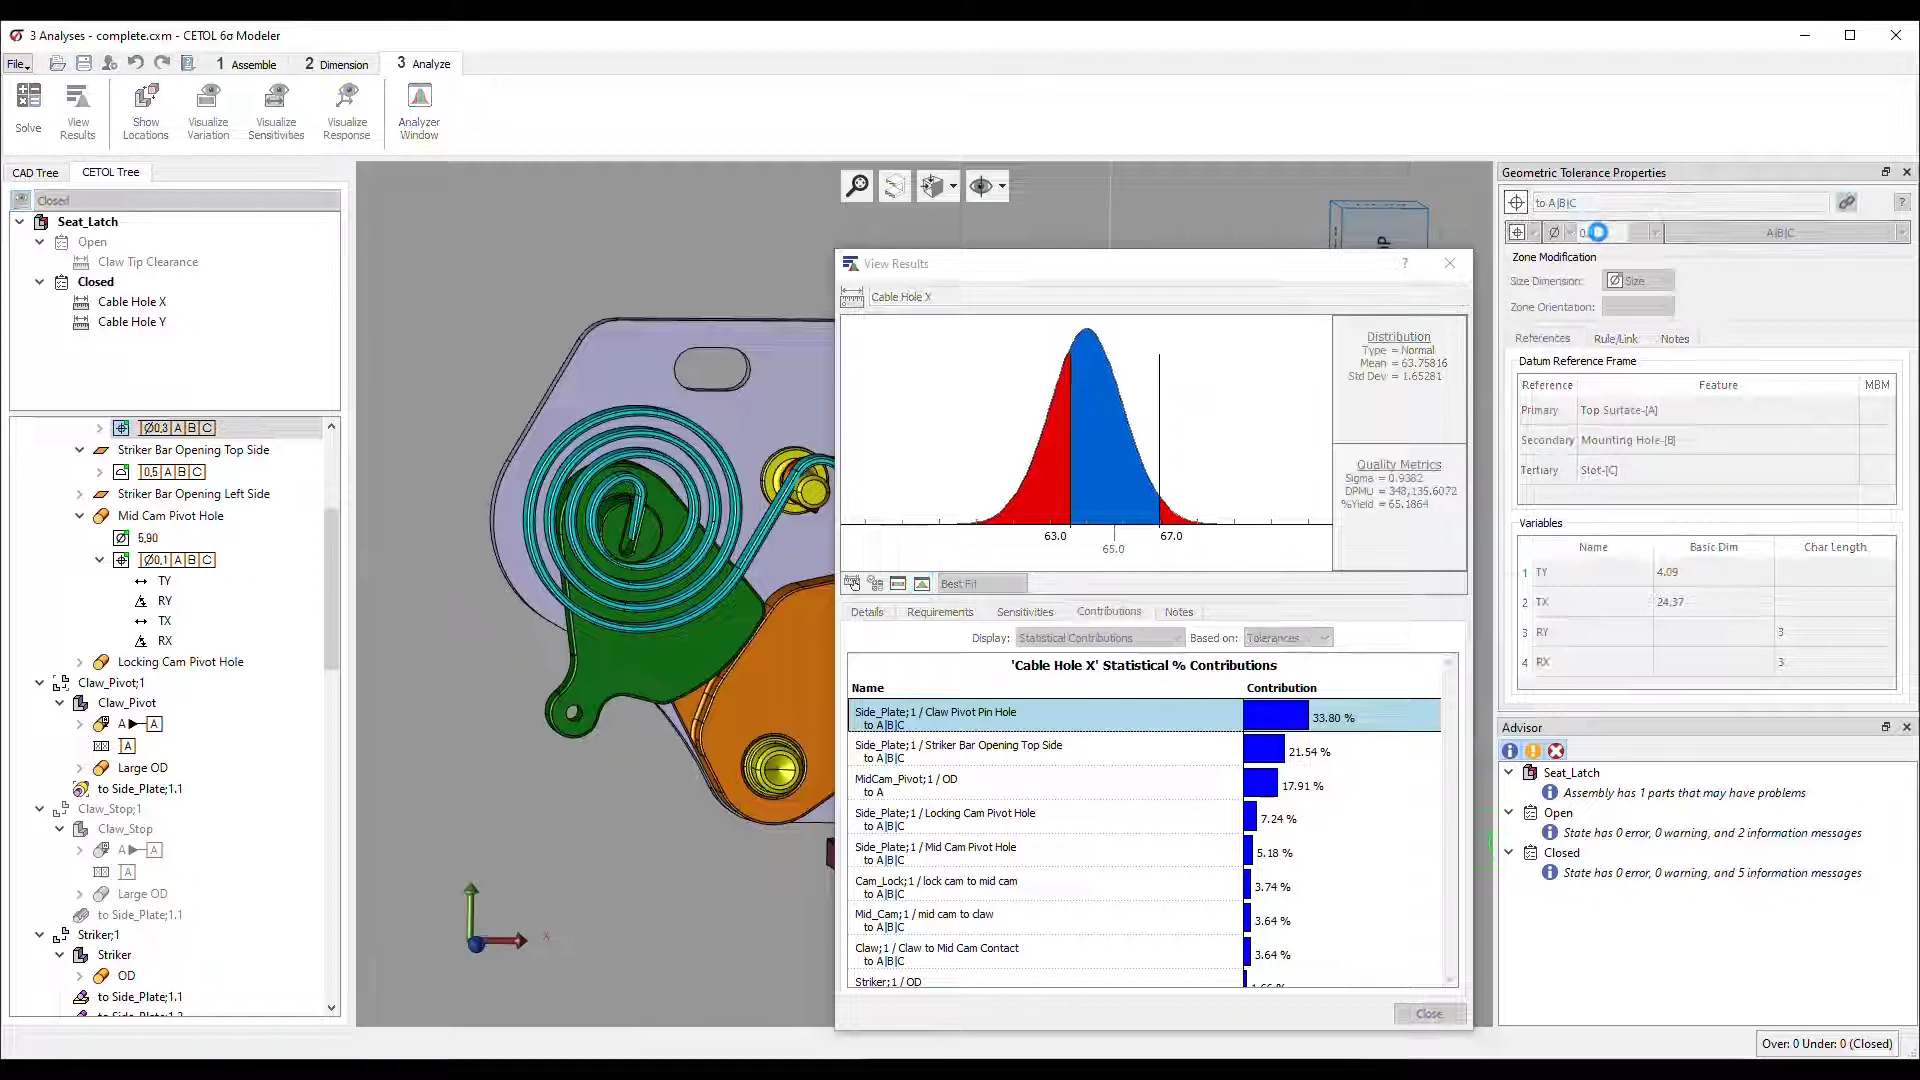 3 Analyses - complete.cxm - CETOL 6σ Modeler
File
1 Assemble
2 Dimension
3 Analyze
Solve
View Results
Show Locations
Visualize Variation
Visualize Sensitivities
Visualize Response
Analyzer Window
CAD Tree
CETOL Tree
Closed
Seat_Latch
Open
Claw Tip Clearance
Closed
Cable Hole X
Cable Hole Y
Ø0,3 A B C
Striker Bar Opening Top Side
0,5 A B C
Striker Bar Opening Left Side
Mid Cam Pivot Hole
5,90
Ø0,1 A B C
TY
RY
TX
RX
Locking Cam Pivot Hole
Claw_Pivot;1
Claw_Pivot
A A
A
Large OD
to Side_Plate;1.1
Claw_Stop;1
Claw_Stop
A A
A
Large OD
to Side_Plate;1.1
Striker;1
Striker
OD
to Side_Plate;1.1
X
View Results
?
Cable Hole X
Distribution
Type = Normal
Mean = 63.75816
Std Dev = 1.65281
Quality Metrics
Sigma = 0.9382
DPMU = 348,135.6072
%Yield = 65.1864
63.0
65.0
67.0
Best Fit
Details
Requirements
Sensitivities
Contributions
Notes
Display: Statistical Contributions
Based on: Tolerances
'Cable Hole X' Statistical % Contributions
Name Contribution
Side_Plate;1 / Claw Pivot Pin Hole
to A|B|C
33.80 %
Side_Plate;1 / Striker Bar Opening Top Side
to A|B|C
21.54 %
MidCam_Pivot;1 / OD
to A
17.91 %
Side_Plate;1 / Locking Cam Pivot Hole
to A|B|C
7.24 %
Side_Plate;1 / Mid Cam Pivot Hole
to A|B|C
5.18 %
Cam_Lock;1 / lock cam to mid cam
to A|B|C
3.74 %
Mid_Cam;1 / mid cam to claw
to A|B|C
3.64 %
Claw;1 / Claw to Mid Cam Contact
to A|B|C
3.64 %
Striker;1 / OD
Close
Geometric Tolerance Properties
to A|B|C
?
Ø
A|B|C
Zone Modification
Size Dimension: Ø Size
Zone Orientation:
References
Rule/Link
Notes
Datum Reference Frame
Reference Feature MBM
Primary Top Surface-[A]
Secondary Mounting Hole-[B]
Tertiary Slot-[C]
Variables
Name Basic Dim Char Length
1 TY 4.09
2 TX 24.37
3 RY 3
4 RX 3
Advisor
Seat_Latch
Assembly has 1 parts that may have problems
Open
State has 0 error, 0 warning, and 2 information messages
Closed
State has 0 error, 0 warning, and 5 information messages
Over: 0 Under: 0 (Closed)